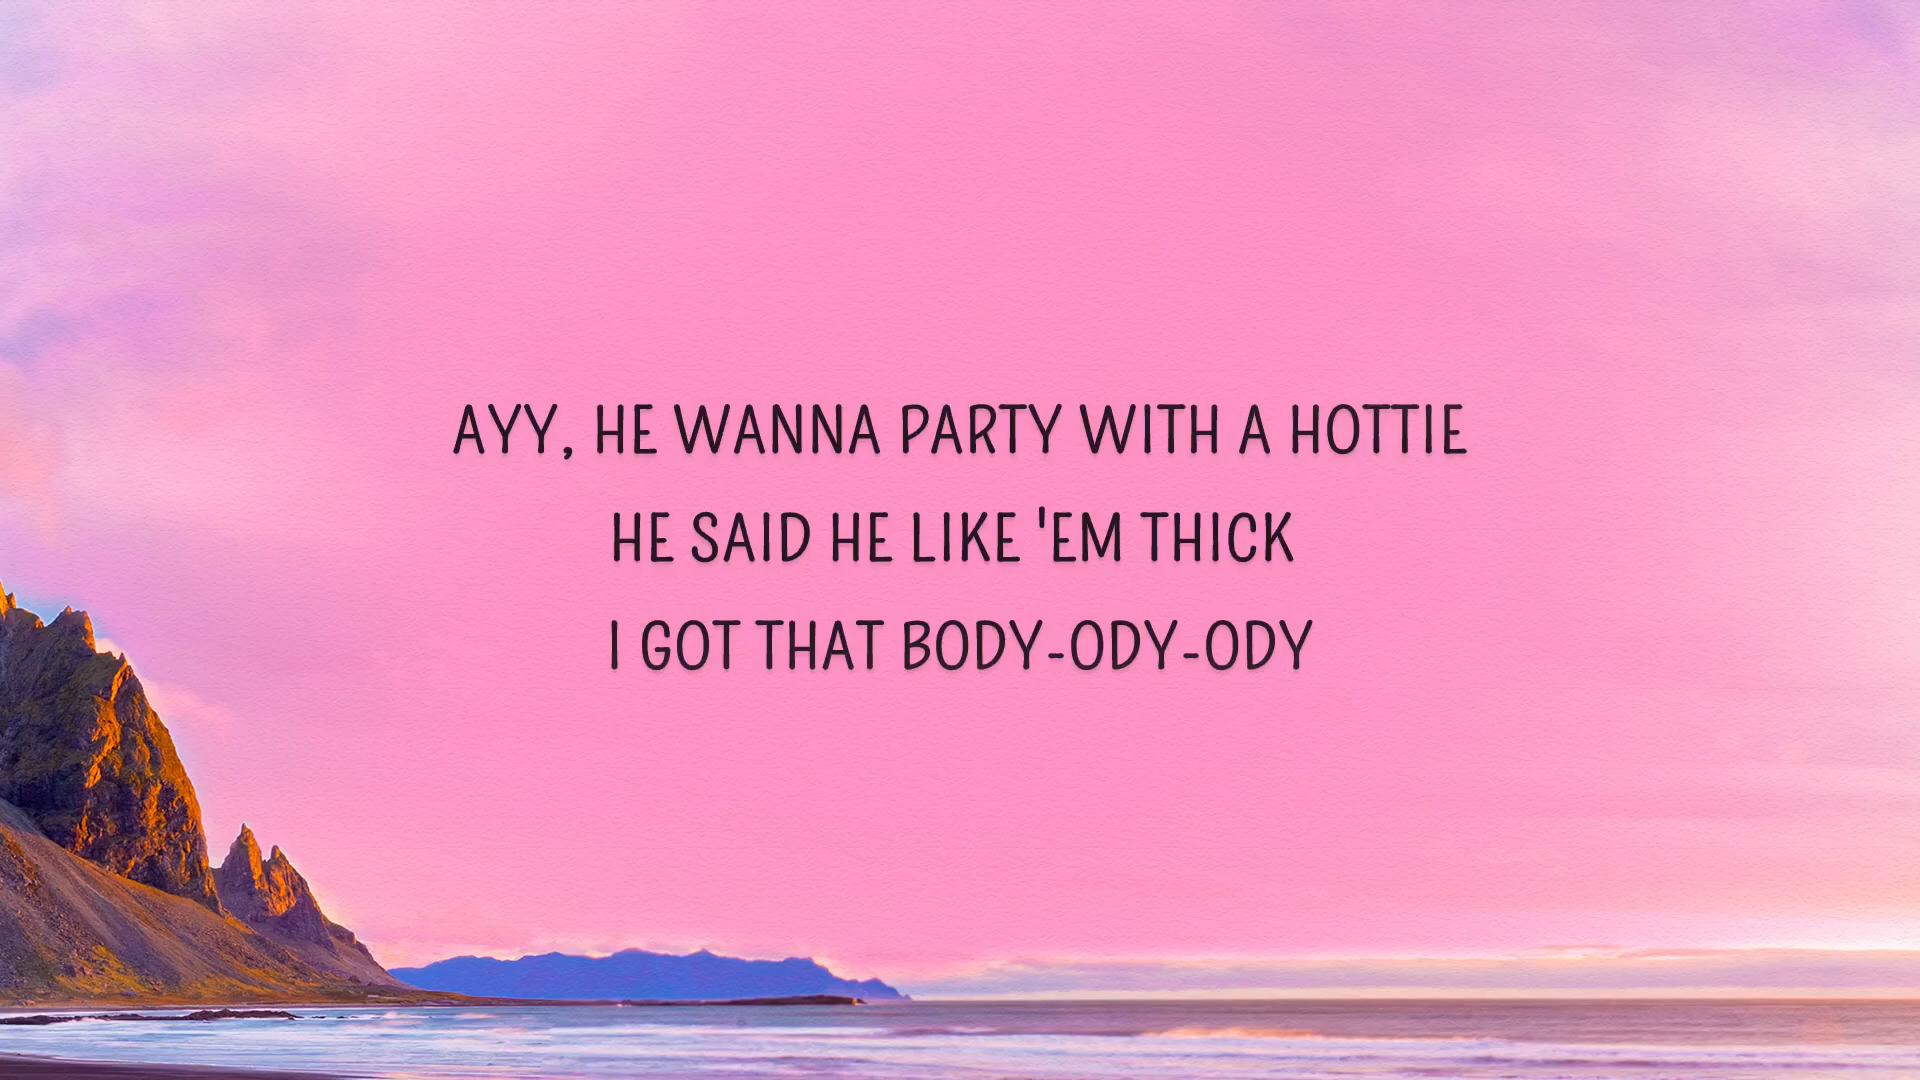 AYY, HE WANNA PARTY WITH A HOTTIE
HE SAID HE LIKE 'EM THICK
I GOT THAT BODY-ODY-ODY